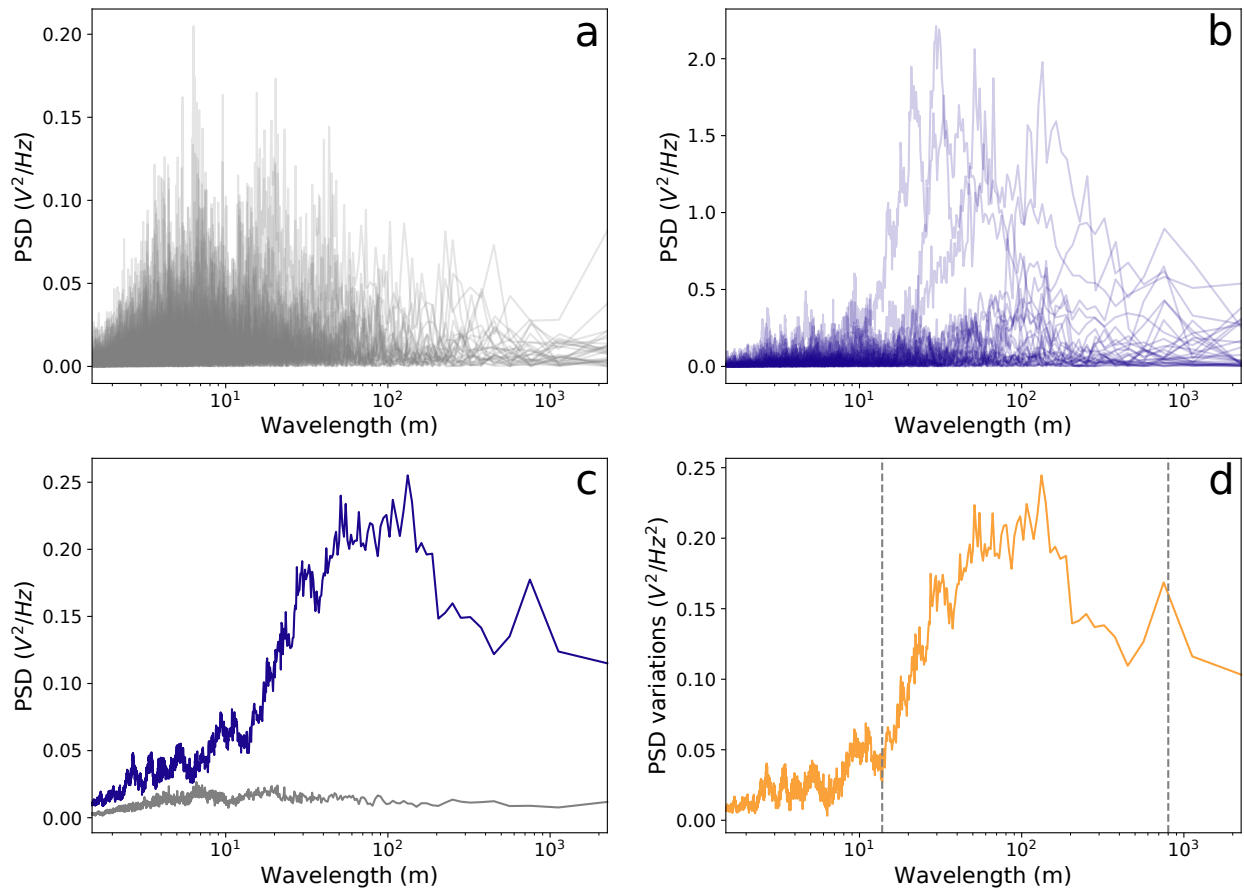 a
0.20
0.15
0.10
0.05
0.00
PSD (V²/Hz)
10¹ 10² 10³
Wavelength (m)
b
2.0
1.5
1.0
0.5
0.0
PSD (V²/Hz)
10¹ 10² 10³
Wavelength (m)
c
0.25
0.20
0.15
0.10
0.05
0.00
PSD (V²/Hz)
10¹ 10² 10³
Wavelength (m)
d
0.25
0.20
0.15
0.10
0.05
0.00
PSD variations (V²/Hz²)
10¹ 10² 10³
Wavelength (m)